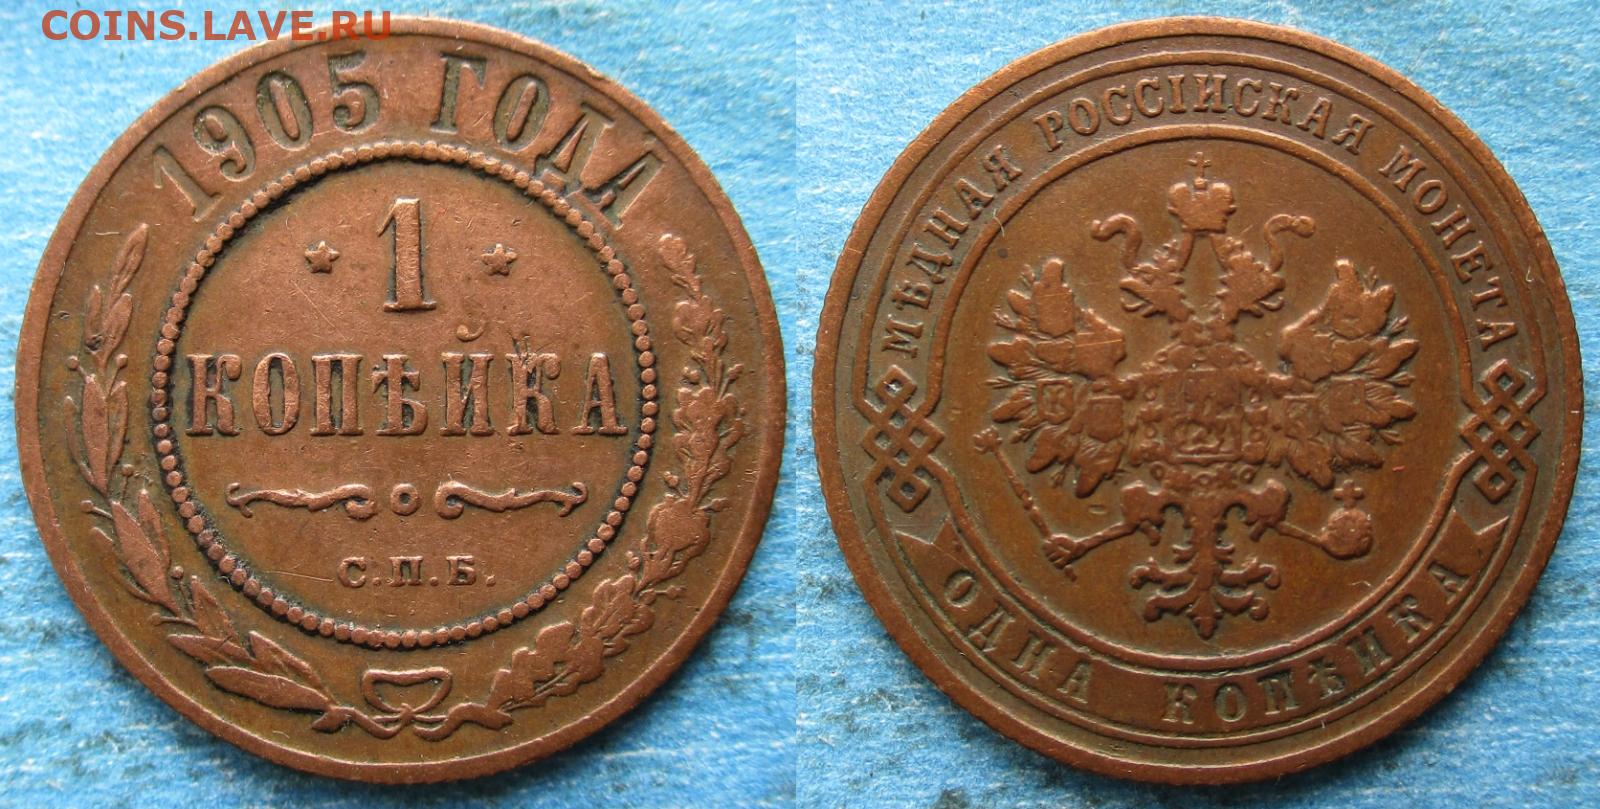 COINS.LAVE.RU
1905 ГОДА
1
КОПѢЙКА
С.П.Б.
МѢДНАЯ РОССІЙСКАЯ МОНЕТА
ОДНА КОПѢЙКА